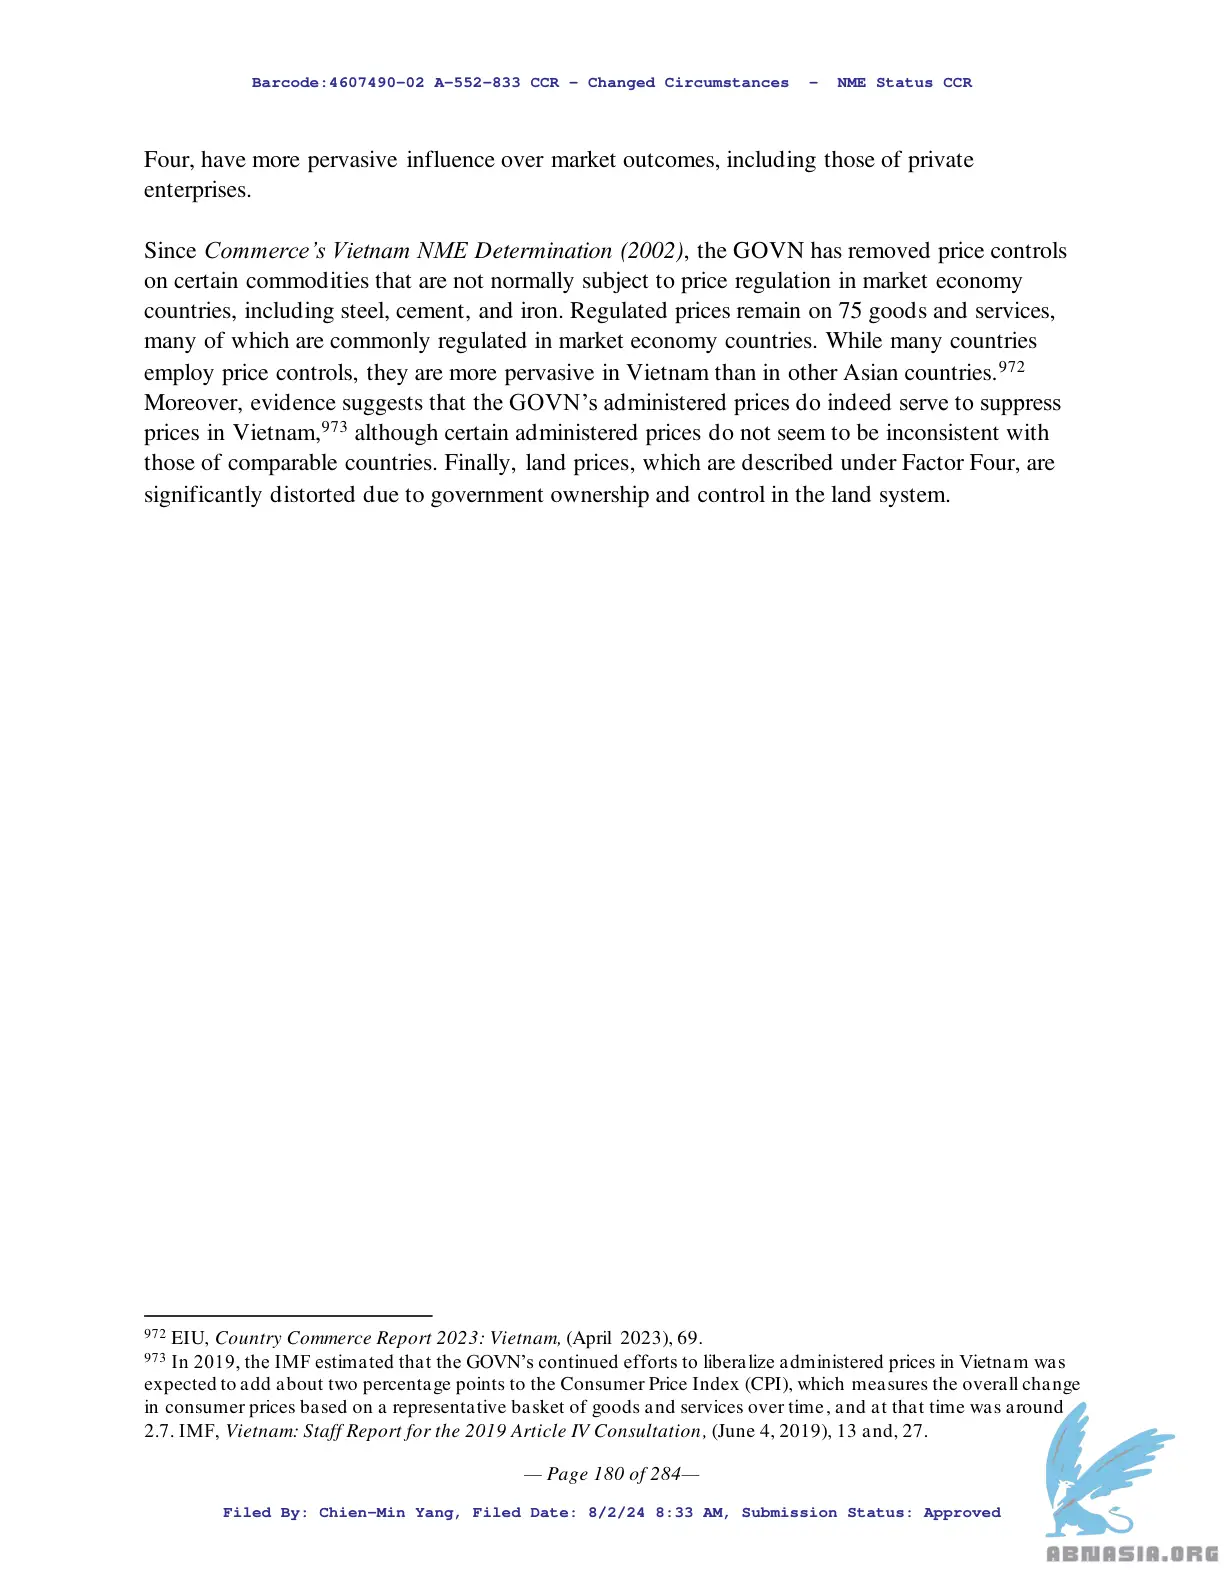 Barcode:4607490-02 A-552-833 CCR - Changed Circumstances - NME Status CCR
Four, have more pervasive influence over market outcomes, including those of private
enterprises.
Since Commerce's Vietnam NME Determination (2002), the GOVN has removed price controls
on certain commodities that are not normally subject to price regulation in market economy
countries, including steel, cement, and iron. Regulated prices remain on 75 goods and services,
many of which are commonly regulated in market economy countries. While many countries
employ price controls, they are more pervasive in Vietnam than in other Asian countries.972
Moreover, evidence suggests that the GOVN's administered prices do indeed serve to suppress
prices in Vietnam,973 although certain administered prices do not seem to be inconsistent with
those of comparable countries. Finally, land prices, which are described under Factor Four, are
significantly distorted due to government ownership and control in the land system.
972 EIU, Country Commerce Report 2023: Vietnam, (April 2023), 69.
973 In 2019, the IMF estimated that the GOVN's continued efforts to liberalize administered prices in Vietnam was
expected to add about two percentage points to the Consumer Price Index (CPI), which measures the overall change
in consumer prices based on a representative basket of goods and services over time, and at that time was around
2.7. IMF, Vietnam: Staff Report for the 2019 Article IV Consultation, (June 4, 2019), 13 and, 27.
— Page 180 of 284—
Filed By: Chien-Min Yang, Filed Date: 8/2/24 8:33 AM, Submission Status: Approved
ABNASIA.ORG